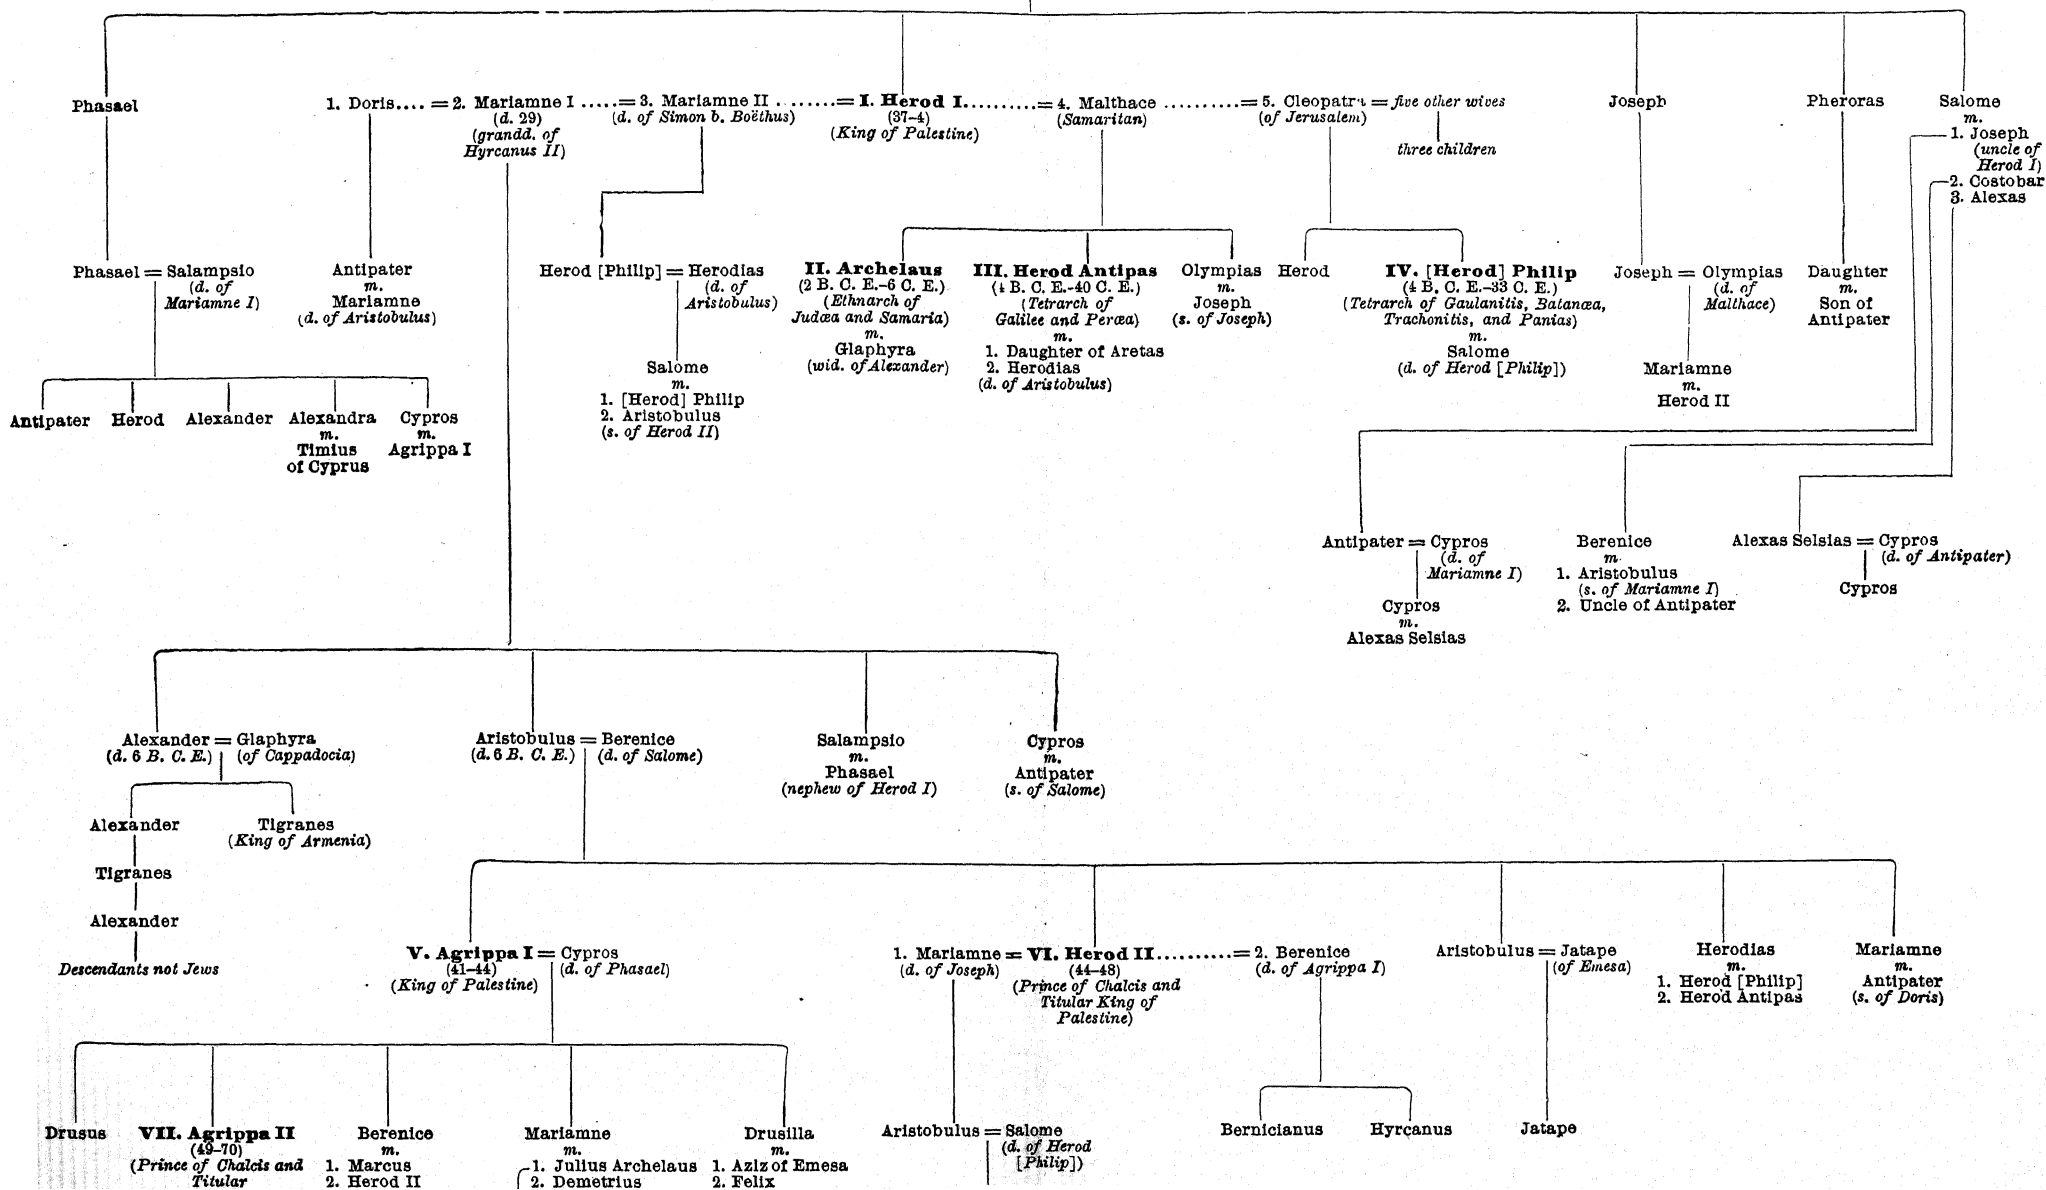 Phasael
1. Doris.... = 2. Mariamne I .....= 3. Mariamne II ........= I. Herod I..........= 4. Malthace ..........= 5. Cleopatra = five other wives
(d. 29)
(grandd. of
Hyrcanus II)
(d. of Simon b. Boëthus)
(37-4)
(King of Palestine)
(Samaritan)
(of Jerusalem)
three children
Joseph
Pheroras
Salome
m.
1. Joseph
(uncle of
Herod I)
2. Costobar
3. Alexas
Phasael = Salampsio
(d. of
Mariamne I)
Antipater
m.
Mariamne
(d. of Aristobulus)
Herod [Philip] = Herodias
(d. of
Aristobulus)
II. Archelaus
(2 B. C. E.-6 C. E.)
(Ethnarch of
Judæa and Samaria)
m.
Glaphyra
(wid. of Alexander)
III. Herod Antipas
(4 B. C. E.-40 C. E.)
(Tetrarch of
Galilee and Peræa)
m.
1. Daughter of Aretas
2. Herodias
(d. of Aristobulus)
Olympias
m.
Joseph
(s. of Joseph)
Herod
IV. [Herod] Philip
(4 B. C. E.-33 C. E.)
(Tetrarch of Gaulanitis, Batanæa,
Trachonitis, and Panias)
m.
Salome
(d. of Herod [Philip])
Joseph = Olympias
(d. of
Malthace)
Mariamne
m.
Herod II
Daughter
m.
Son of
Antipater
Salome
m.
1. [Herod] Philip
2. Aristobulus
(s. of Herod II)
Antipater
Herod
Alexander
Alexandra
m.
Timius
of Cyprus
Cypros
m.
Agrippa I
Antipater = Cypros
(d. of
Mariamne I)
Cypros
m.
Alexas Selsias
Berenice
m.
1. Aristobulus
(s. of Mariamne I)
2. Uncle of Antipater
Alexas Selsias = Cypros
(d. of Antipater)
Cypros
Alexander = Glaphyra
(d. 6 B. C. E.) (of Cappadocia)
Aristobulus = Berenice
(d. 6 B. C. E.) (d. of Salome)
Salampsio
m.
Phasael
(nephew of Herod I)
Cypros
m.
Antipater
(s. of Salome)
Alexander
Tigranes
(King of Armenia)
Tigranes
Alexander
Descendants not Jews
V. Agrippa I = Cypros
(41-44) (d. of Phasael)
(King of Palestine)
1. Mariamne = VI. Herod II..........= 2. Berenice
(d. of Joseph) (44-48) (d. of Agrippa I)
(Prince of Chalcis and
Titular King of
Palestine)
Aristobulus = Jatape
(of Emesa)
Herodias
m.
1. Herod [Philip]
2. Herod Antipas
Mariamne
m.
Antipater
(s. of Doris)
Drusus
VII. Agrippa II
(49-70)
(Prince of Chalcis and
Titular
Berenice
m.
1. Marcus
2. Herod II
Mariamne
m.
1. Julius Archelaus
2. Demetrius
Drusilla
m.
1. Aziz of Emesa
2. Felix
Aristobulus = Salome
(d. of Herod
[Philip])
Bernicianus
Hyrcanus
Jatape